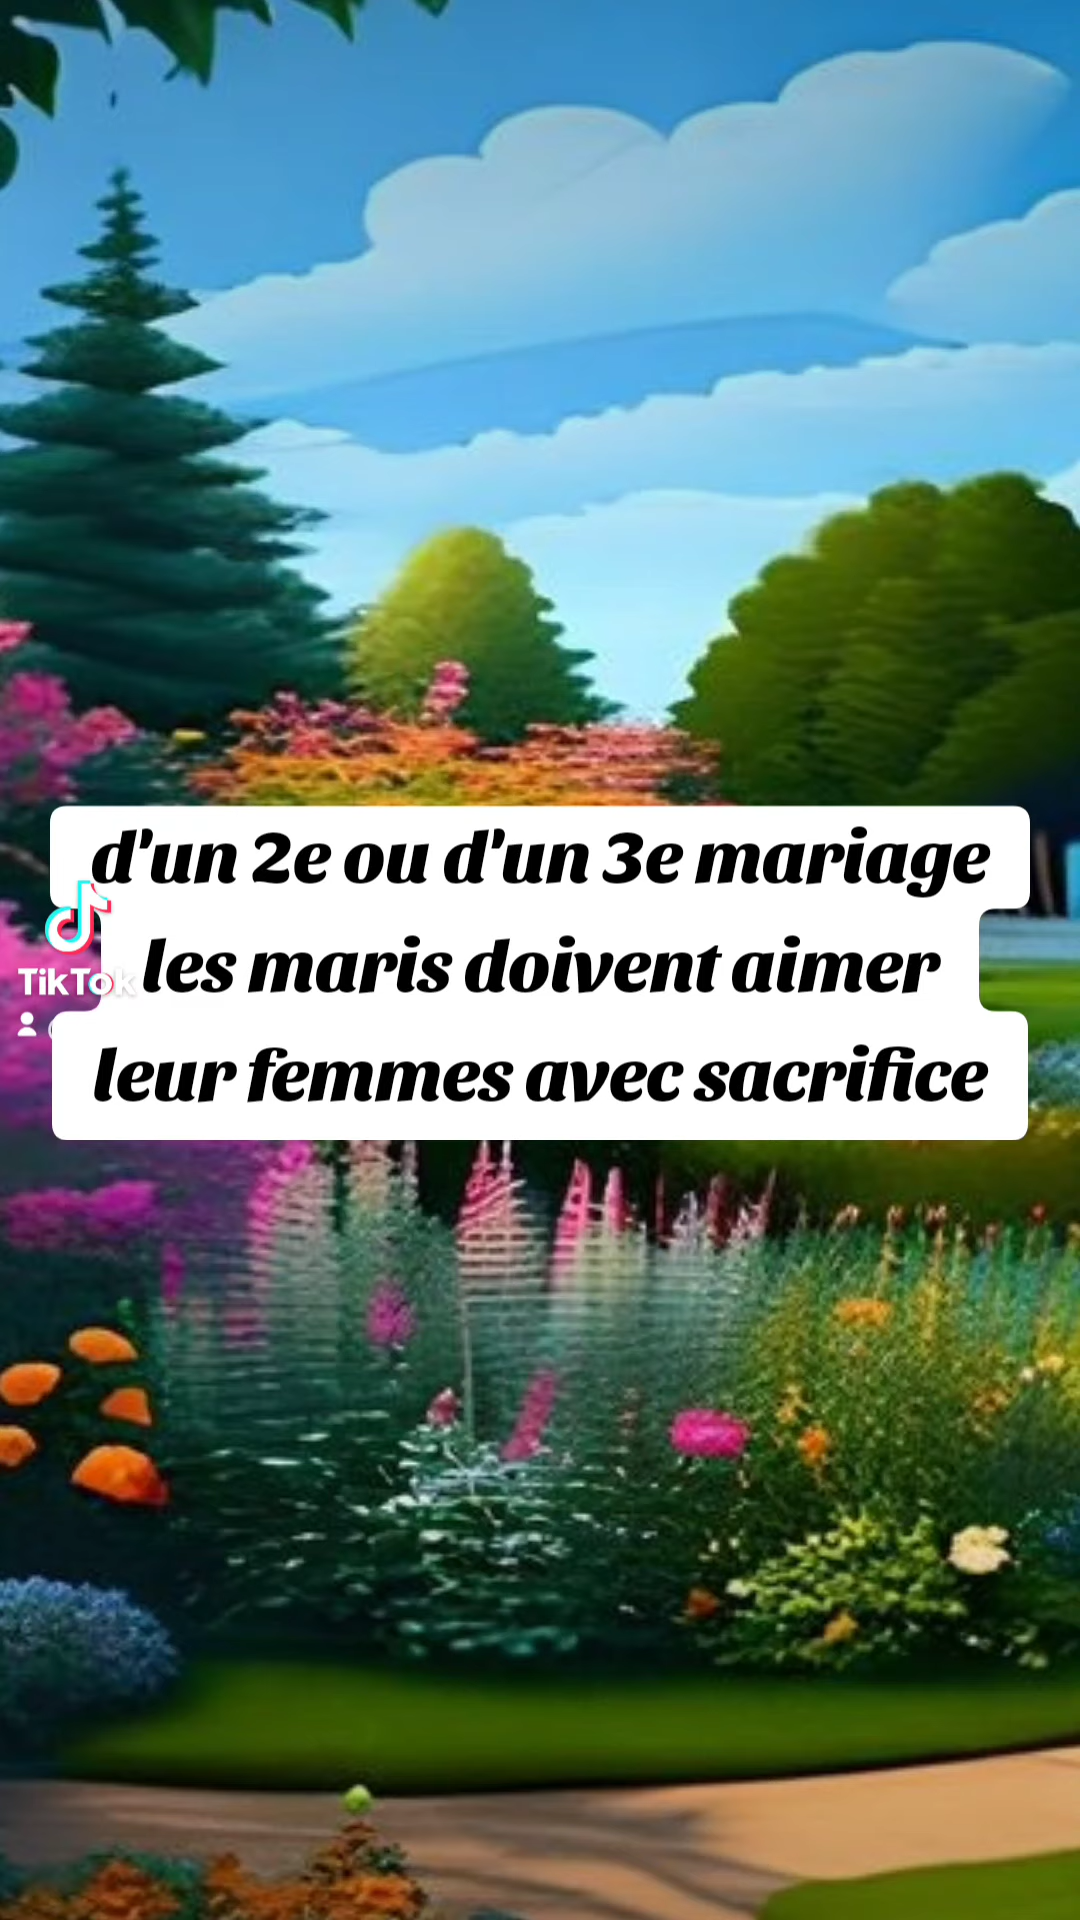 d'un 2e ou d'un 3e mariage
les maris doivent aimer
leur femmes avec sacrifice
TikTok